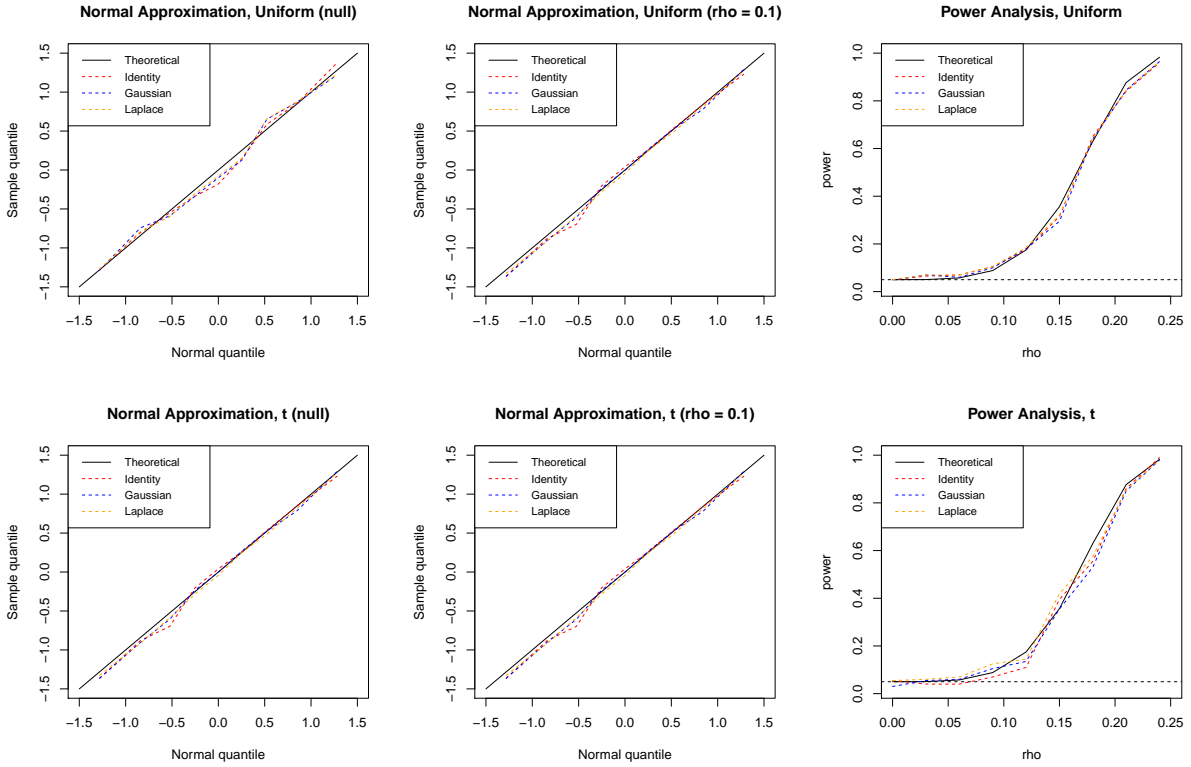 Normal Approximation, Uniform (null)
Theoretical
Identity
Gaussian
Laplace
1.5
1.0
0.5
0.0
−0.5
−1.0
−1.5
Sample quantile
−1.5 −1.0 −0.5 0.0 0.5 1.0 1.5
Normal quantile
Normal Approximation, Uniform (rho = 0.1)
Theoretical
Identity
Gaussian
Laplace
1.5
1.0
0.5
0.0
−0.5
−1.0
−1.5
Sample quantile
−1.5 −1.0 −0.5 0.0 0.5 1.0 1.5
Normal quantile
Power Analysis, Uniform
Theoretical
Identity
Gaussian
Laplace
1.0
0.8
0.6
0.4
0.2
0.0
power
0.00 0.05 0.10 0.15 0.20 0.25
rho
Normal Approximation, t (null)
Theoretical
Identity
Gaussian
Laplace
1.5
1.0
0.5
0.0
−0.5
−1.0
−1.5
Sample quantile
−1.5 −1.0 −0.5 0.0 0.5 1.0 1.5
Normal quantile
Normal Approximation, t (rho = 0.1)
Theoretical
Identity
Gaussian
Laplace
1.5
1.0
0.5
0.0
−0.5
−1.0
−1.5
Sample quantile
−1.5 −1.0 −0.5 0.0 0.5 1.0 1.5
Normal quantile
Power Analysis, t
Theoretical
Identity
Gaussian
Laplace
1.0
0.8
0.6
0.4
0.2
0.0
power
0.00 0.05 0.10 0.15 0.20 0.25
rho